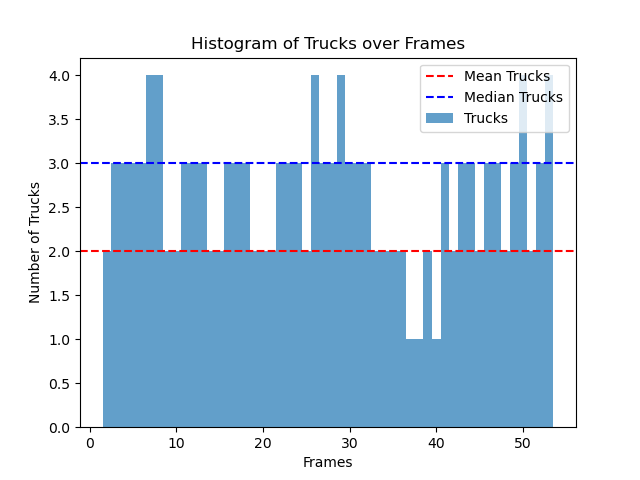 Histogram of Trucks over Frames
Mean Trucks
Median Trucks
Trucks
4.0
3.5
3.0
2.5
2.0
1.5
1.0
0.5
0.0
Number of Trucks
0 10 20 30 40 50
Frames